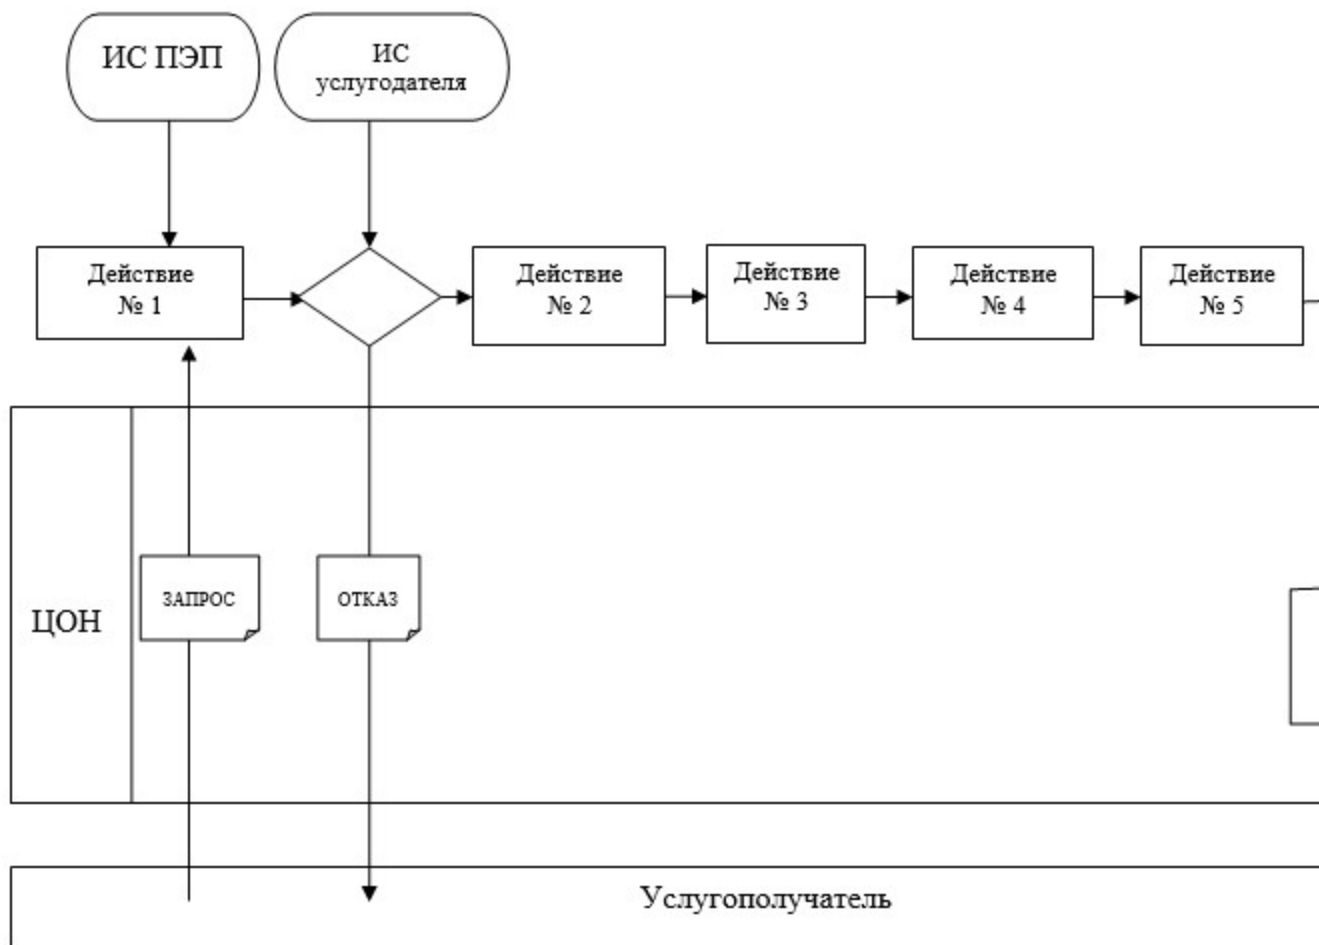 ИС ПЭП
ИС
услугодателя
Действие
№ 1
Действие
№ 2
Действие
№ 3
Действие
№ 4
Действие
№ 5
ЦОН
ЗАПРОС
ОТКАЗ
Услугополучатель